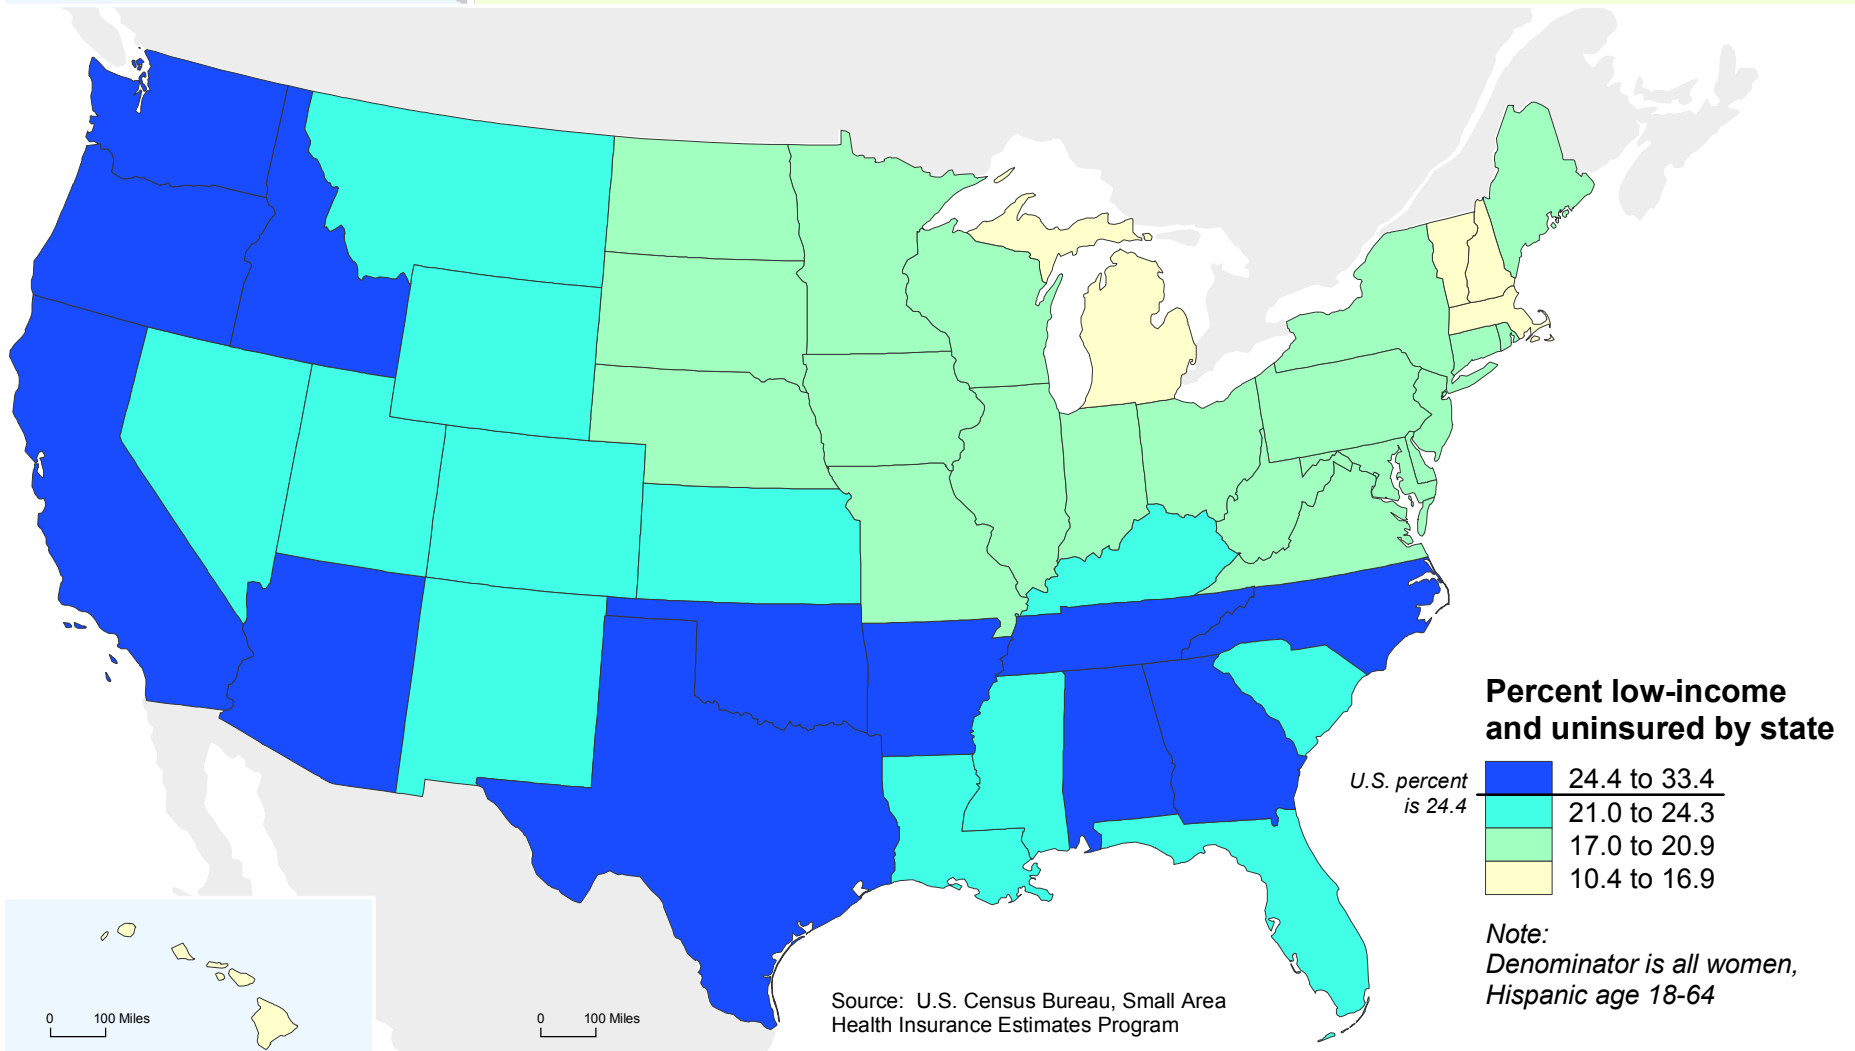 Percent low-income
and uninsured by state
U.S. percent
is 24.4
24.4 to 33.4
21.0 to 24.3
17.0 to 20.9
10.4 to 16.9
Note:
Denominator is all women,
Hispanic age 18-64
Source:  U.S. Census Bureau, Small Area
Health Insurance Estimates Program
0 100 Miles
0 100 Miles